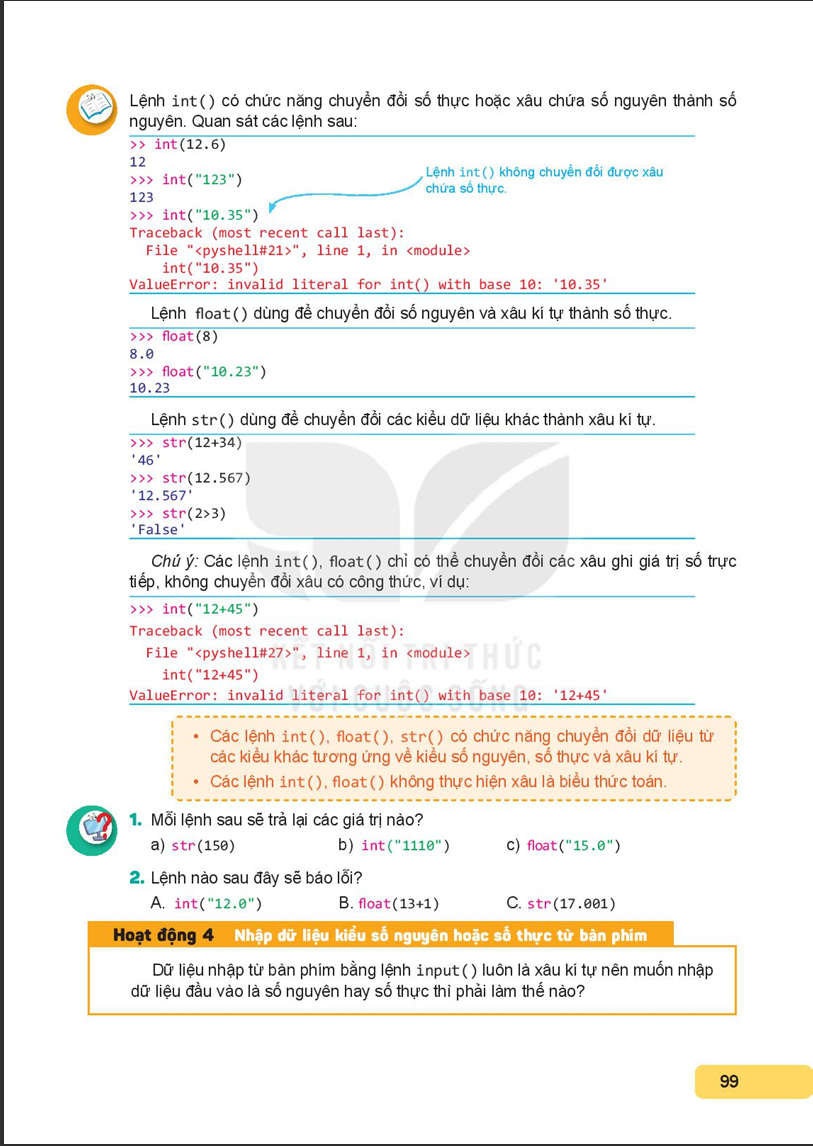 Lệnh int() có chức năng chuyển đổi số thực hoặc xâu chứa số nguyên thành số
nguyên. Quan sát các lệnh sau:
>> int(12.6)
12
>>> int("123")
123
Lệnh int() không chuyển đổi được xâu
chứa số thực.
>>> int("10.35")
Traceback (most recent call last):
File "<pyshell#21>", line 1, in <module>
int("10.35")
ValueError: invalid literal for int() with base 10: '10.35'
Lệnh float() dùng để chuyển đổi số nguyên và xâu kí tự thành số thực.
>>> float(8)
8.0
>>> float("10.23")
10.23
Lệnh str() dùng để chuyển đổi các kiểu dữ liệu khác thành xâu kí tự.
>>> str(12+34)
'46'
>>> str(12.567)
'12.567'
>>> str(2>3)
'False'
Chú ý: Các lệnh int(), float() chỉ có thể chuyển đổi các xâu ghi giá trị số trực
tiếp, không chuyển đổi xâu có công thức, ví dụ:
>>> int("12+45")
Traceback (most recent call last):
File "<pyshell#27>", line 1, in <module>
int("12+45")
ValueError: invalid literal for int() with base 10: '12+45'
KẾT NỐI TRI THỨC
VỚI CUỘC SỐNG
• Các lệnh int(), float(), str() có chức năng chuyển đổi dữ liệu từ
các kiểu khác tương ứng về kiểu số nguyên, số thực và xâu kí tự.
• Các lệnh int(), float() không thực hiện xâu là biểu thức toán.
1. Mỗi lệnh sau sẽ trả lại các giá trị nào?
a) str(150) b) int("1110") c) float("15.0")
2. Lệnh nào sau đây sẽ báo lỗi?
A. int("12.0") B. float(13+1) C. str(17.001)
Hoạt động 4 Nhập dữ liệu kiểu số nguyên hoặc số thực từ bàn phím
Dữ liệu nhập từ bàn phím bằng lệnh input() luôn là xâu kí tự nên muốn nhập
dữ liệu đầu vào là số nguyên hay số thực thì phải làm thế nào?
99